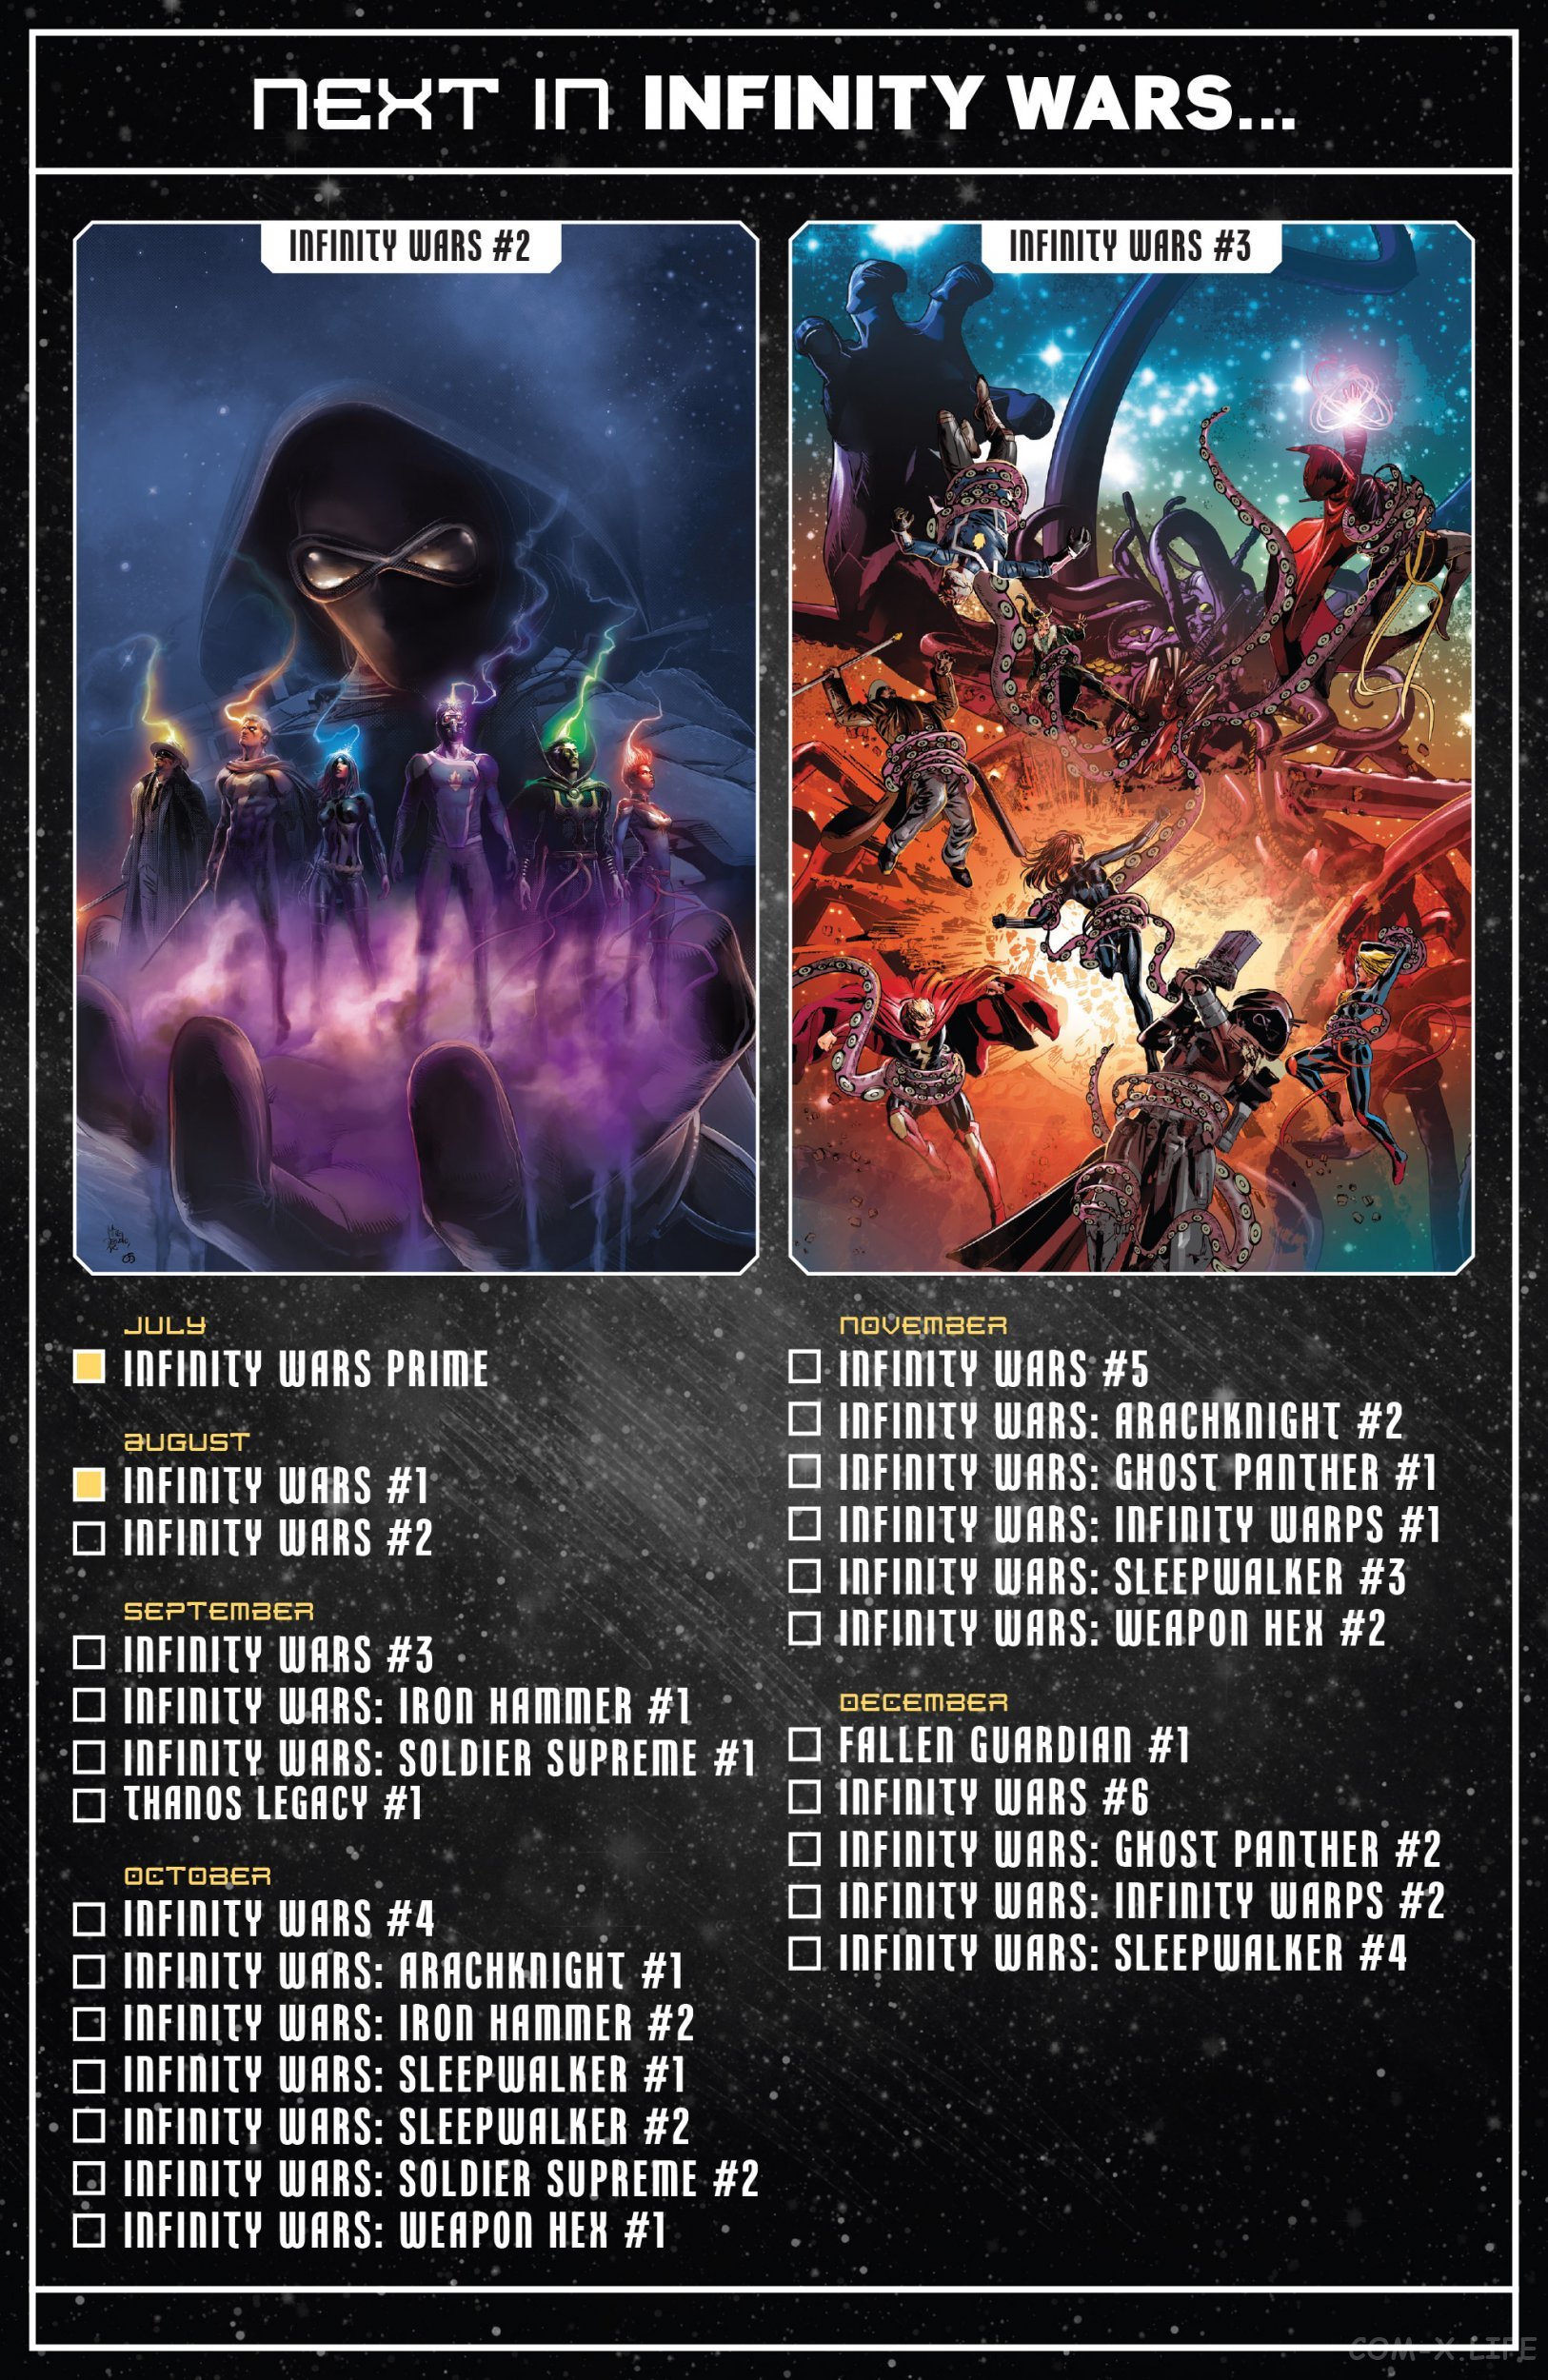 NEXT IN INFINITY WARS...
INFINITY WARS #2
INFINITY WARS #3
JULY
INFINITY WARS PRIME
AUGUST
INFINITY WARS #1
INFINITY WARS #2
SEPTEMBER
INFINITY WARS #3
INFINITY WARS: IRON HAMMER #1
INFINITY WARS: SOLDIER SUPREME #1
THANOS LEGACY #1
OCTOBER
INFINITY WARS #4
INFINITY WARS: ARACHKNIGHT #1
INFINITY WARS: IRON HAMMER #2
INFINITY WARS: SLEEPWALKER #1
INFINITY WARS: SLEEPWALKER #2
INFINITY WARS: SOLDIER SUPREME #2
INFINITY WARS: WEAPON HEX #1
NOVEMBER
INFINITY WARS #5
INFINITY WARS: ARACHKNIGHT #2
INFINITY WARS: GHOST PANTHER #1
INFINITY WARS: INFINITY WARPS #1
INFINITY WARS: SLEEPWALKER #3
INFINITY WARS: WEAPON HEX #2
DECEMBER
FALLEN GUARDIAN #1
INFINITY WARS #6
INFINITY WARS: GHOST PANTHER #2
INFINITY WARS: INFINITY WARPS #2
INFINITY WARS: SLEEPWALKER #4
COM-X.LIFE